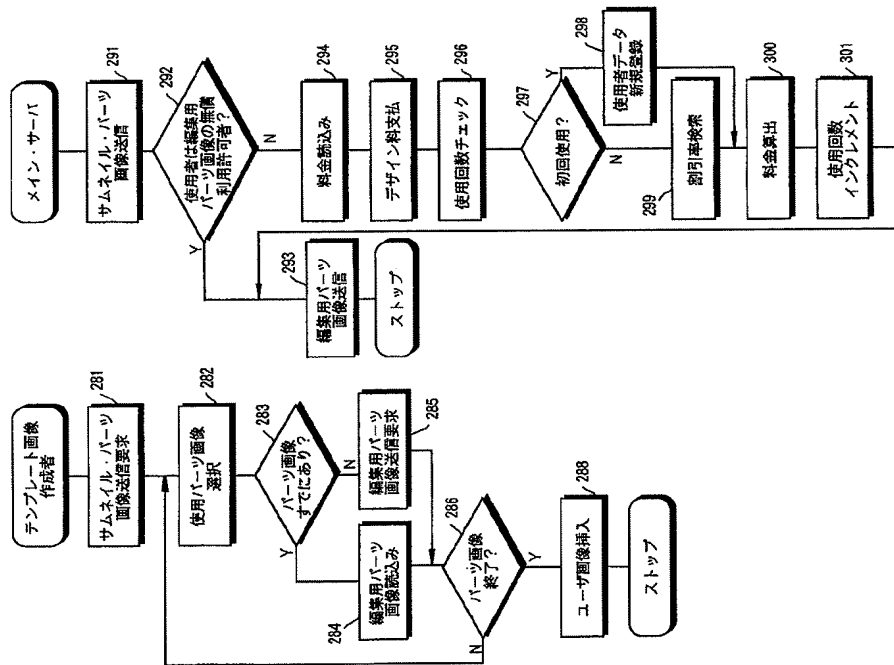 テンプレート画像
作成者
281
サムネイル・パーツ
画像送信要求
282
使用パーツ画像
選択
283
パーツ画像
すでにあり?
Y
N
284
編集用パーツ
画像読込み
285
編集用パーツ
画像送信要求
286
パーツ画像
終了?
N
Y
288
ユーザ画像挿入
ストップ
メイン・サーバ
291
サムネイル・パーツ
画像送信
292
使用者は編集用
パーツ画像の無償
利用許可者?
Y
N
293
編集用パーツ
画像送信
ストップ
294
料金読込み
295
デザイン料支払
296
使用回数チェック
297
初回使用?
Y
N
298
使用者データ
新規登録
299
割引率検索
300
料金算出
301
使用回数
インクレメント